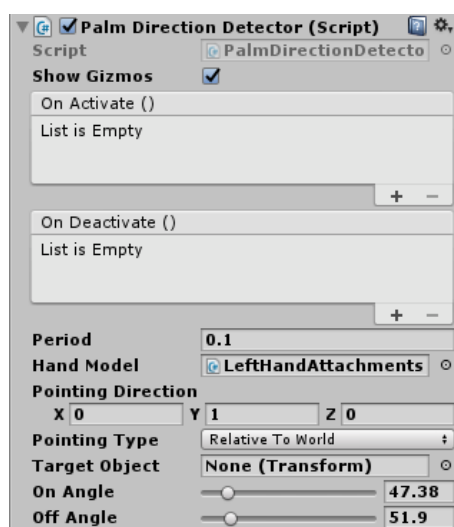 Palm Direction Detector (Script)
Script PalmDirectionDetecto
Show Gizmos
On Activate ()
List is Empty
+ −
On Deactivate ()
List is Empty
+ −
Period 0.1
Hand Model LeftHandAttachments
Pointing Direction
X 0 Y 1 Z 0
Pointing Type Relative To World
Target Object None (Transform)
On Angle 47.38
Off Angle 51.9